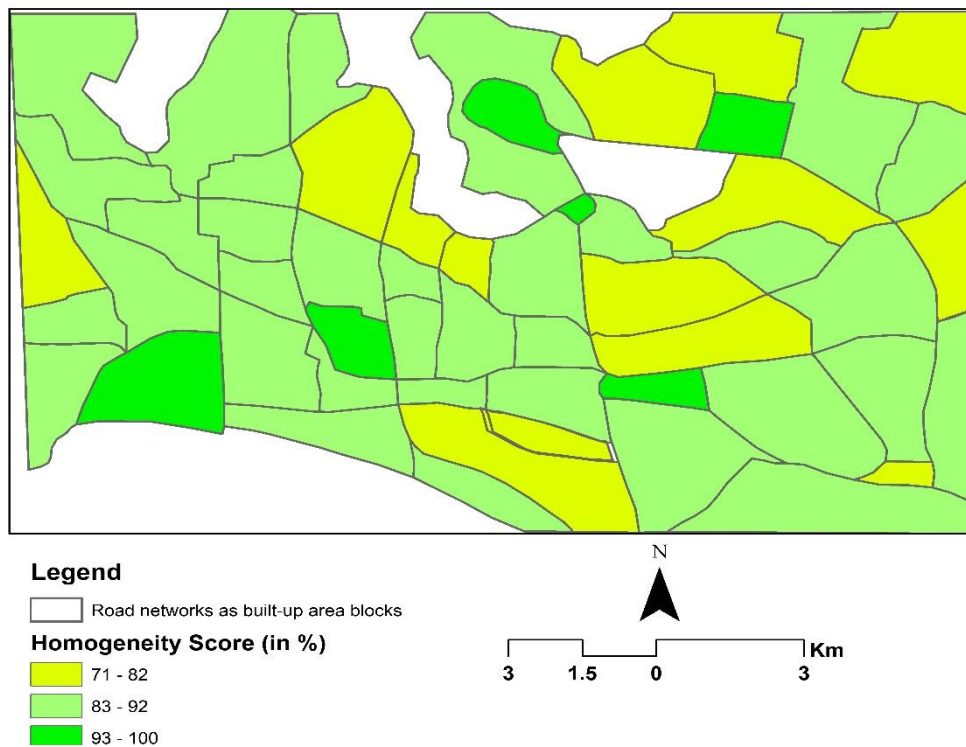 Legend
Road networks as built-up area blocks
Homogeneity Score (in %)
71 - 82
83 - 92
93 - 100
N
Km
3 1.5 0 3